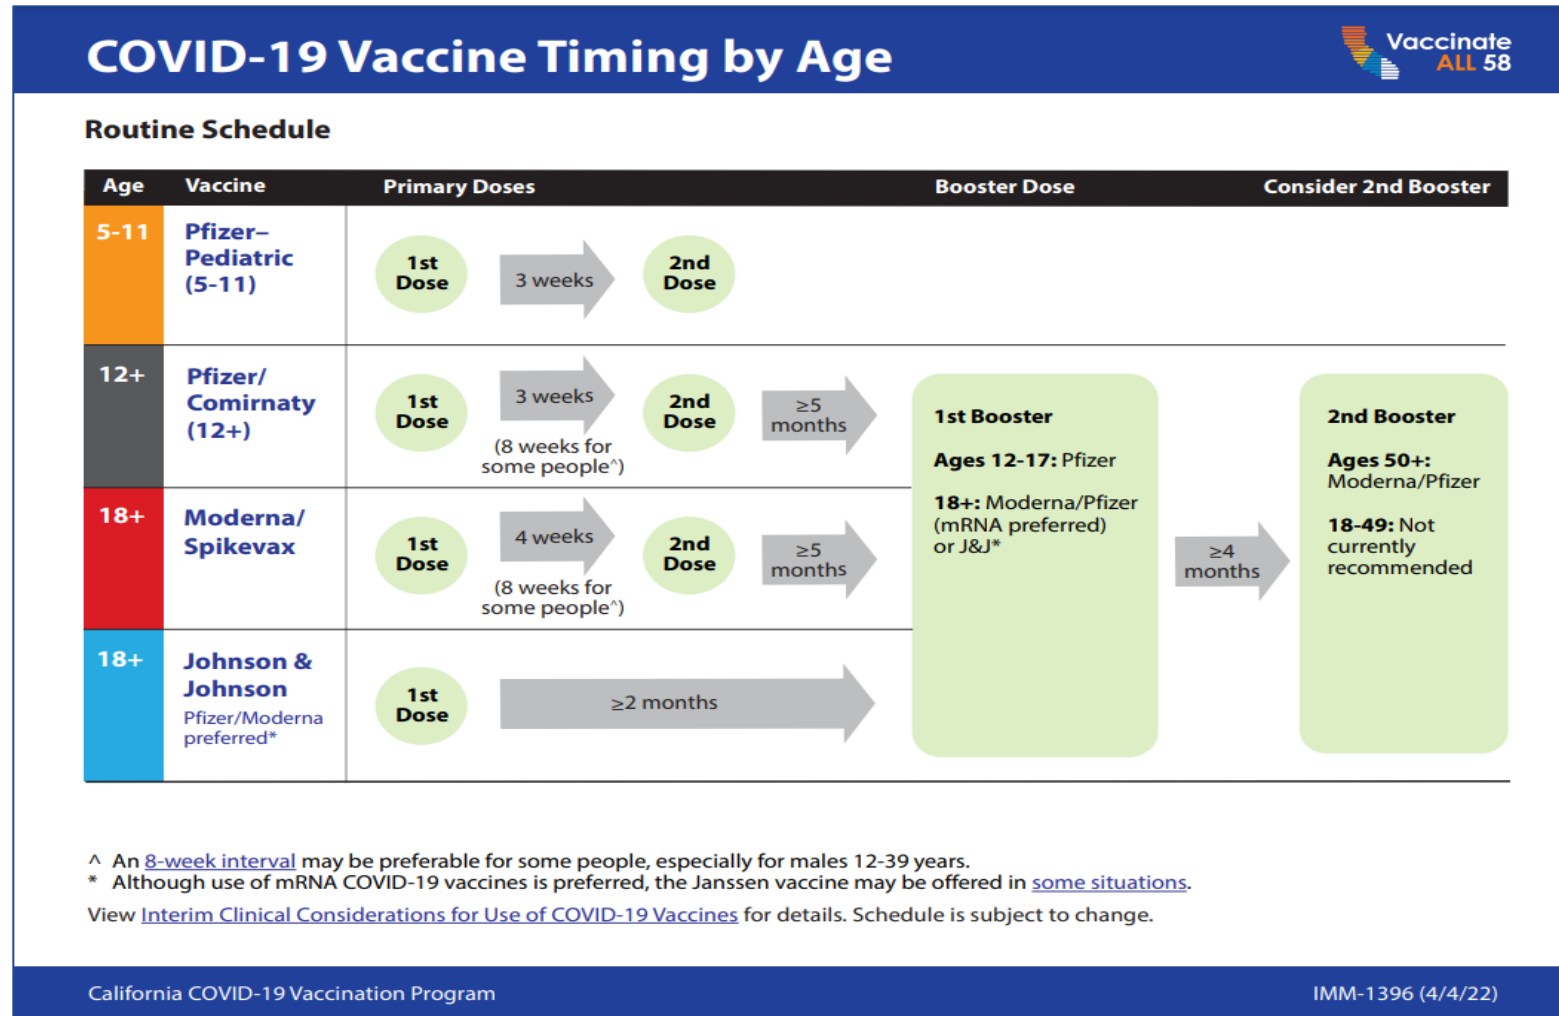 COVID-19 Vaccine Timing by Age
Vaccinate
ALL 58
Routine Schedule
Age Vaccine Primary Doses Booster Dose Consider 2nd Booster
5-11
Pfizer–
Pediatric
(5-11)
1st
Dose
3 weeks
2nd
Dose
12+
Pfizer/
Comirnaty
(12+)
1st
Dose
3 weeks
(8 weeks for
some people^)
2nd
Dose
≥5
months
18+
Moderna/
Spikevax
1st
Dose
4 weeks
(8 weeks for
some people^)
2nd
Dose
≥5
months
18+
Johnson &
Johnson
Pfizer/Moderna
preferred*
1st
Dose
≥2 months
1st Booster
Ages 12-17: Pfizer
18+: Moderna/Pfizer
(mRNA preferred)
or J&J*
≥4
months
2nd Booster
Ages 50+:
Moderna/Pfizer
18-49: Not
currently
recommended
^ An 8-week interval may be preferable for some people, especially for males 12-39 years.
* Although use of mRNA COVID-19 vaccines is preferred, the Janssen vaccine may be offered in some situations.
View Interim Clinical Considerations for Use of COVID-19 Vaccines for details. Schedule is subject to change.
California COVID-19 Vaccination Program
IMM-1396 (4/4/22)